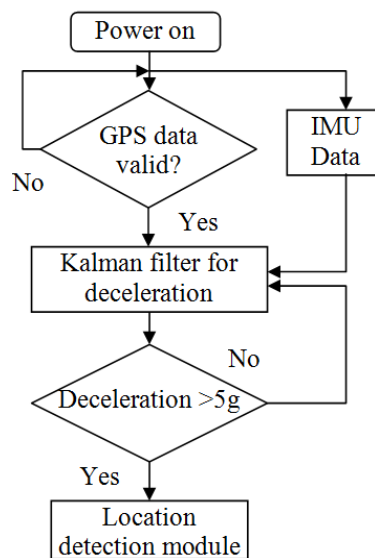 Power on
GPS data
valid?
IMU
Data
No
Yes
Kalman filter for
deceleration
No
Deceleration >5g
Yes
Location
detection module